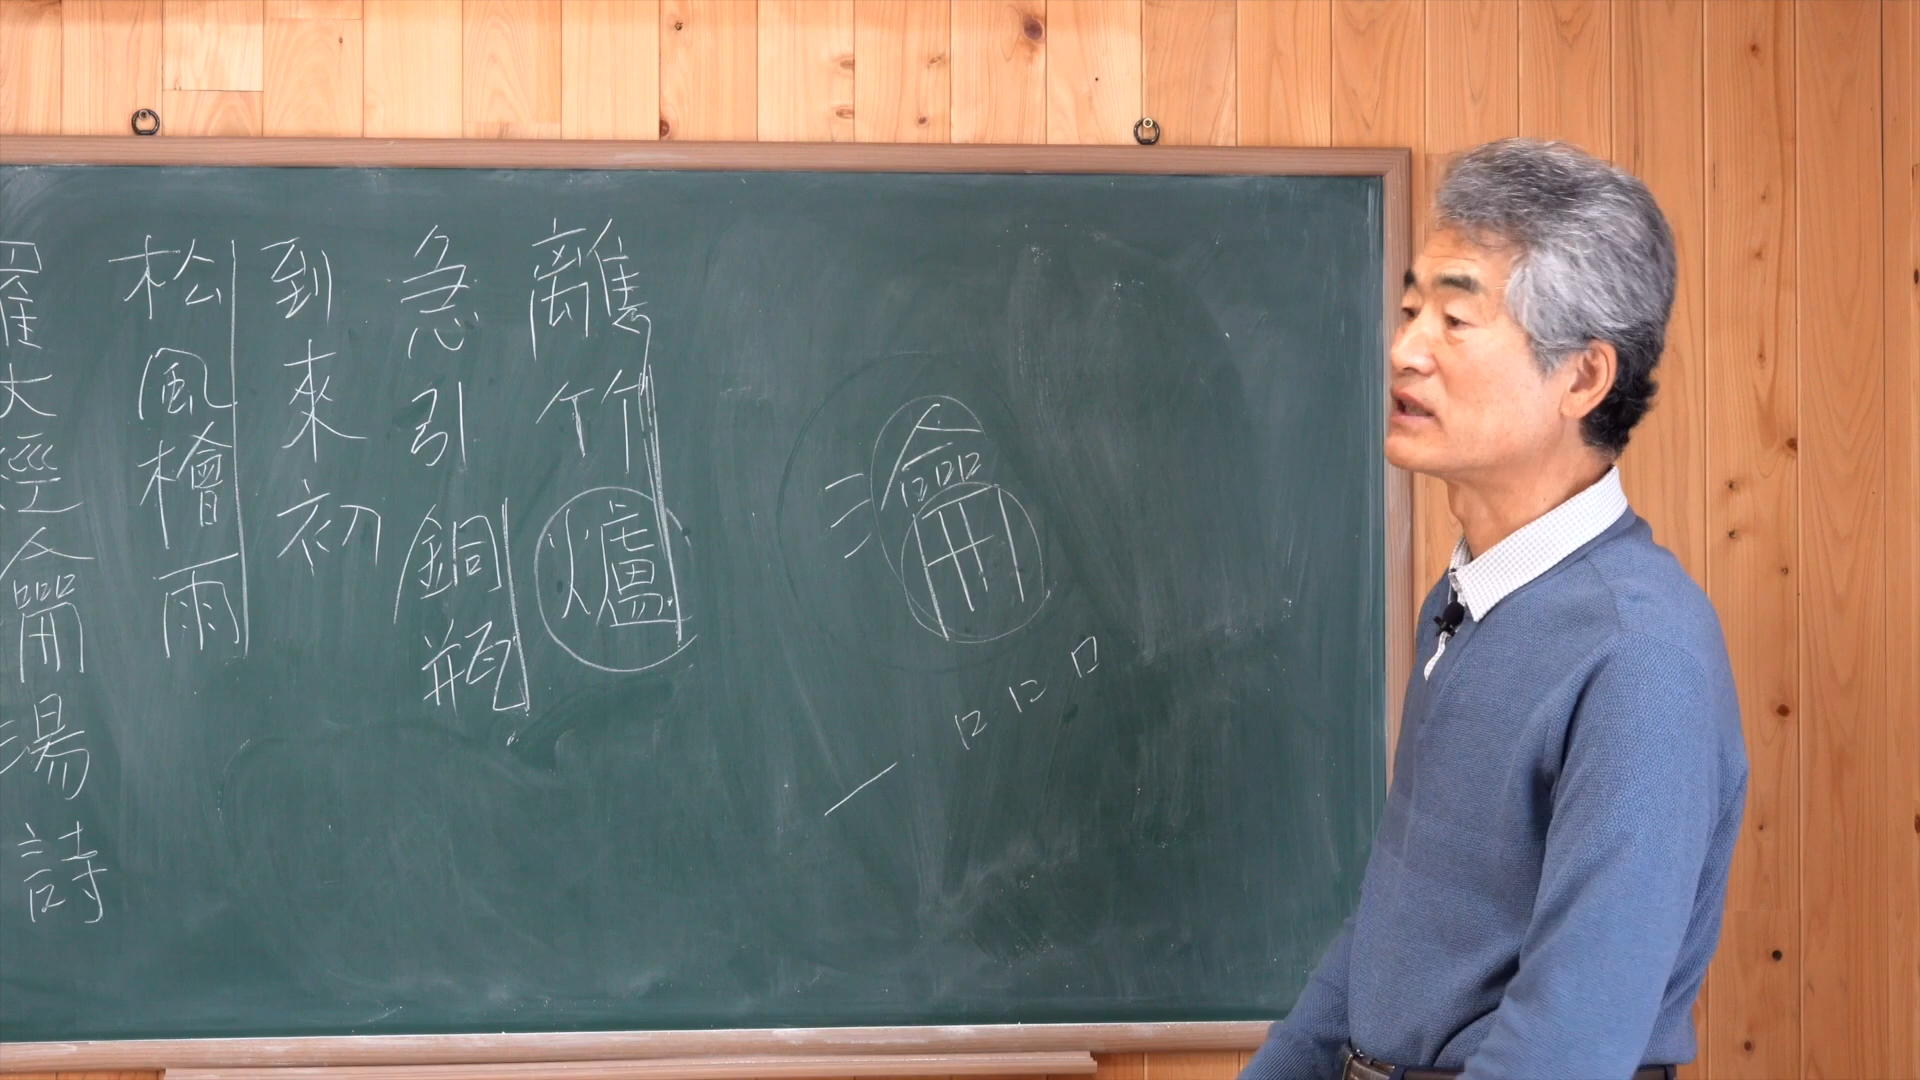 羅大經瀹湯詩
松風檜雨
到來初
急引銅瓶
離竹爐
瀹